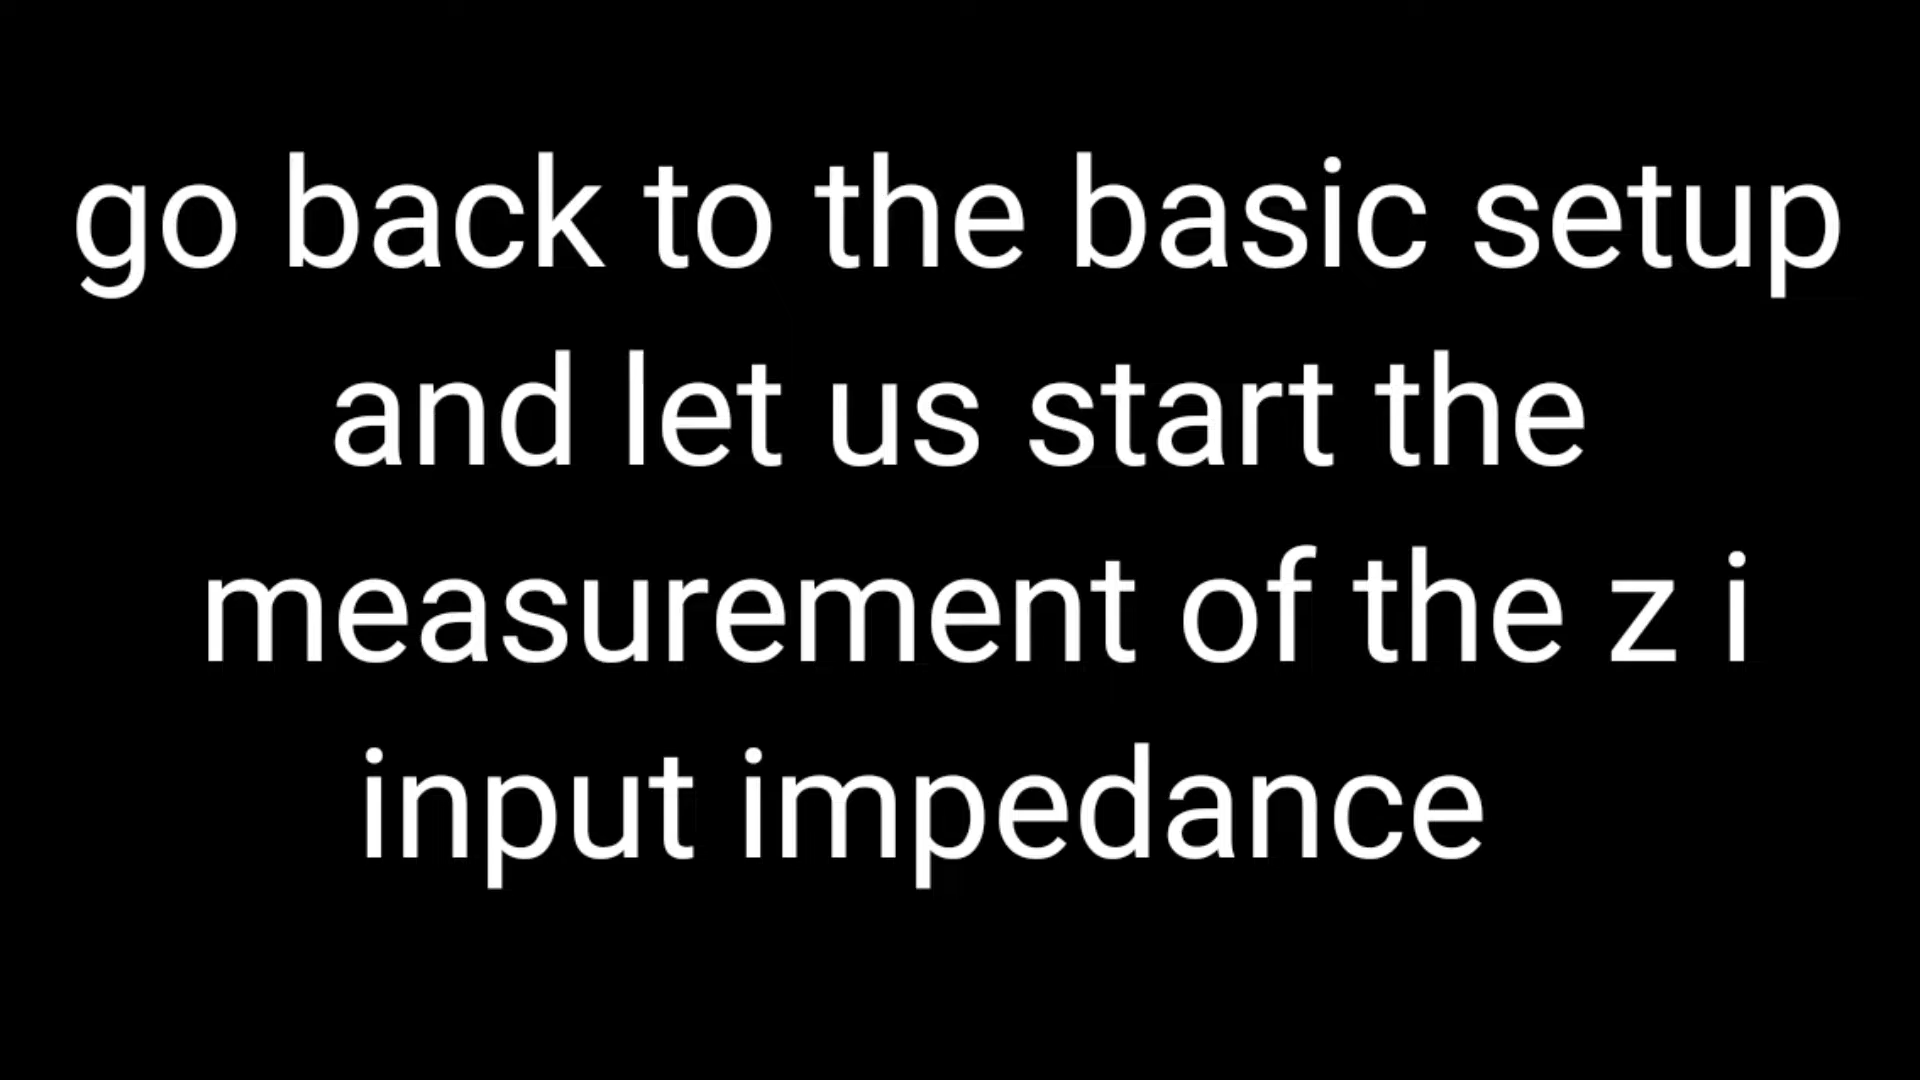 go back to the basic setup
and let us start the
measurement of the z i
input impedance